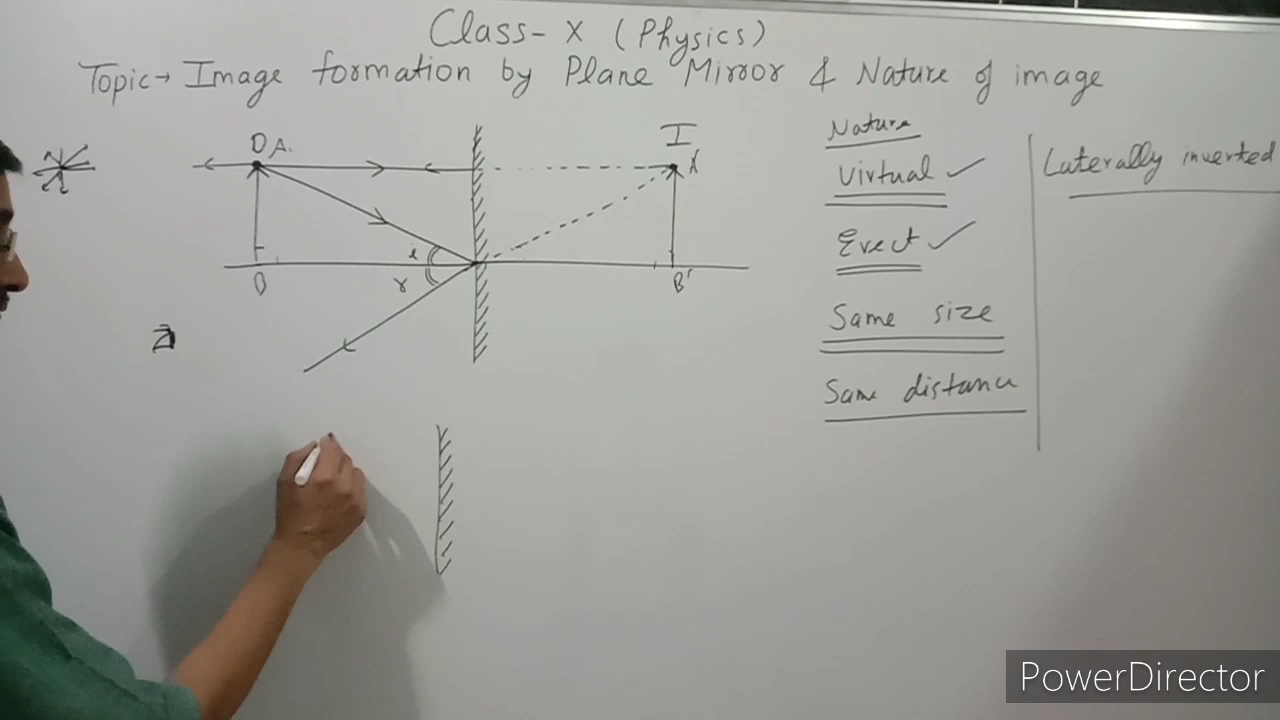 Class- X (Physics)
Topic→ Image formation by Plane Mirror & Nature of image
O A.
I
i
r
B'
Nature
Virtual ✓
Erect ✓
Same size
Same distance
Laterally inverted
PowerDirector